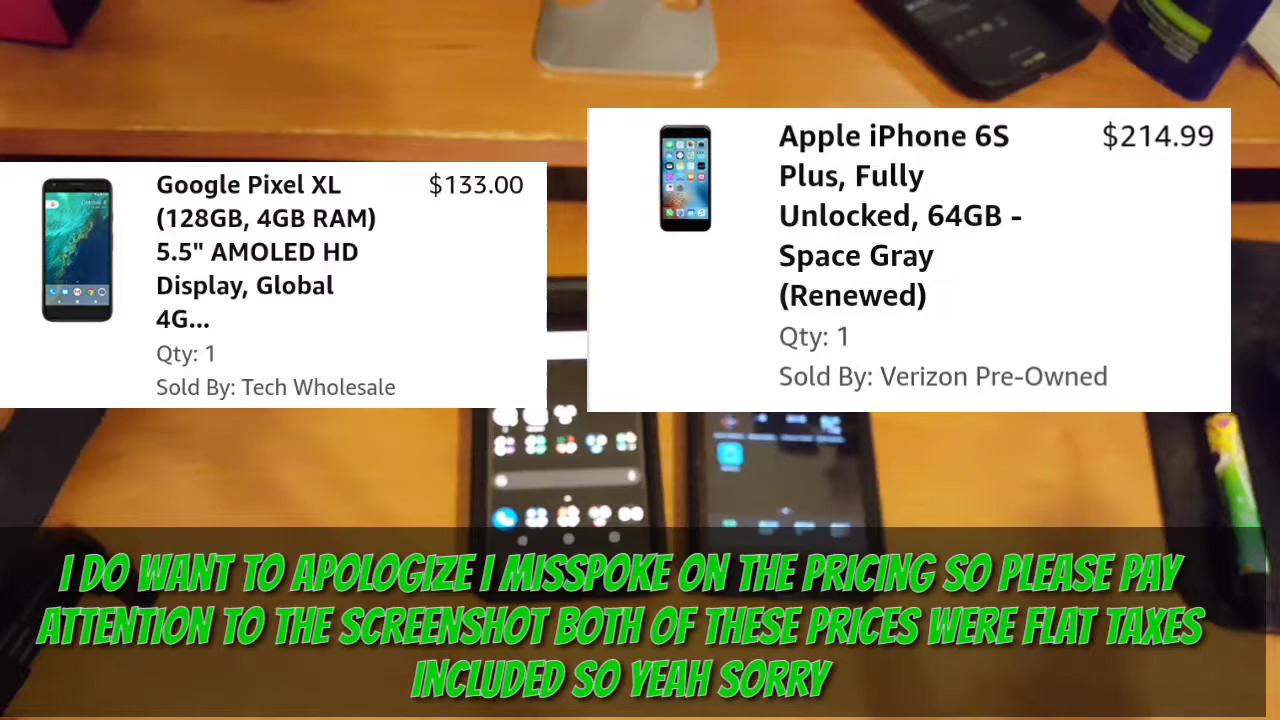 Google Pixel XL
$133.00
(128GB, 4GB RAM)
5.5" AMOLED HD
Display, Global
4G...
Qty: 1
Sold By: Tech Wholesale
Apple iPhone 6S
$214.99
Plus, Fully
Unlocked, 64GB -
Space Gray
(Renewed)
Qty: 1
Sold By: Verizon Pre-Owned
I DO WANT TO APOLOGIZE I MISSPOKE ON THE PRICING SO PLEASE PAY
ATTENTION TO THE SCREENSHOT BOTH OF THESE PRICES WERE FLAT TAXES
INCLUDED SO YEAH SORRY